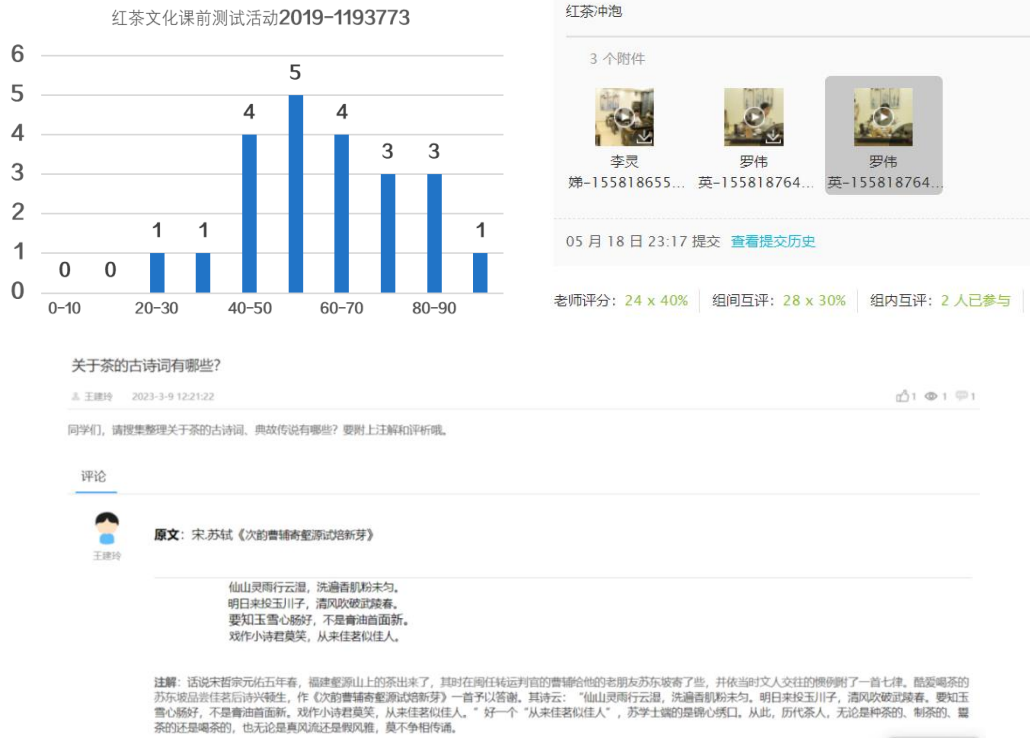 红茶文化课前测试活动2019-1193773
6
5
4
3
2
1
0
0
0
1
1
4
5
4
3
3
1
0-10
20-30
40-50
60-70
80-90
红茶冲泡
3 个附件
李灵
娣-155818655...
罗伟
英-155818764...
罗伟
英-155818764...
05 月 18 日 23:17 提交 查看提交历史
老师评分：24 x 40% 组间互评：28 x 30% 组内互评：2 人已参与
关于茶的古诗词有哪些？
王建玲 2023-3-9 12:21:22 1 1 1
同学们，请搜集整理关于茶的古诗词、典故传说有哪些？要附上注解和评析哦。
评论
王建玲
原文：宋.苏轼《次韵曹辅寄壑源试焙新芽》
仙山灵雨行云湿，洗遍香肌粉未匀。
明日来投玉川子，清风吹破武陵春。
要知玉雪心肠好，不是膏油首面新。
戏作小诗君莫笑，从来佳茗似佳人。
注解：话说宋哲宗元佑五年春，福建壑源山上的茶出来了，其时在闽任转运判官的曹辅给他的老朋友苏东坡寄了些，并依当时文人交往的惯例附了一首七律。酷爱喝茶的
苏东坡品尝佳茗后诗兴顿生，作《次韵曹辅寄壑源试焙新芽》一首予以答谢。其诗云：“仙山灵雨行云湿，洗遍香肌粉未匀。明日来投玉川子，清风吹破武陵春。要知玉
雪心肠好，不是膏油首面新。戏作小诗君莫笑，从来佳茗似佳人。”好一个“从来佳茗似佳人”，苏学士端的是锦心绣口。从此，历代茶人，无论是种茶的、制茶的、鬻
茶的还是喝茶的，也无论是真风流还是假风雅，莫不争相传诵。